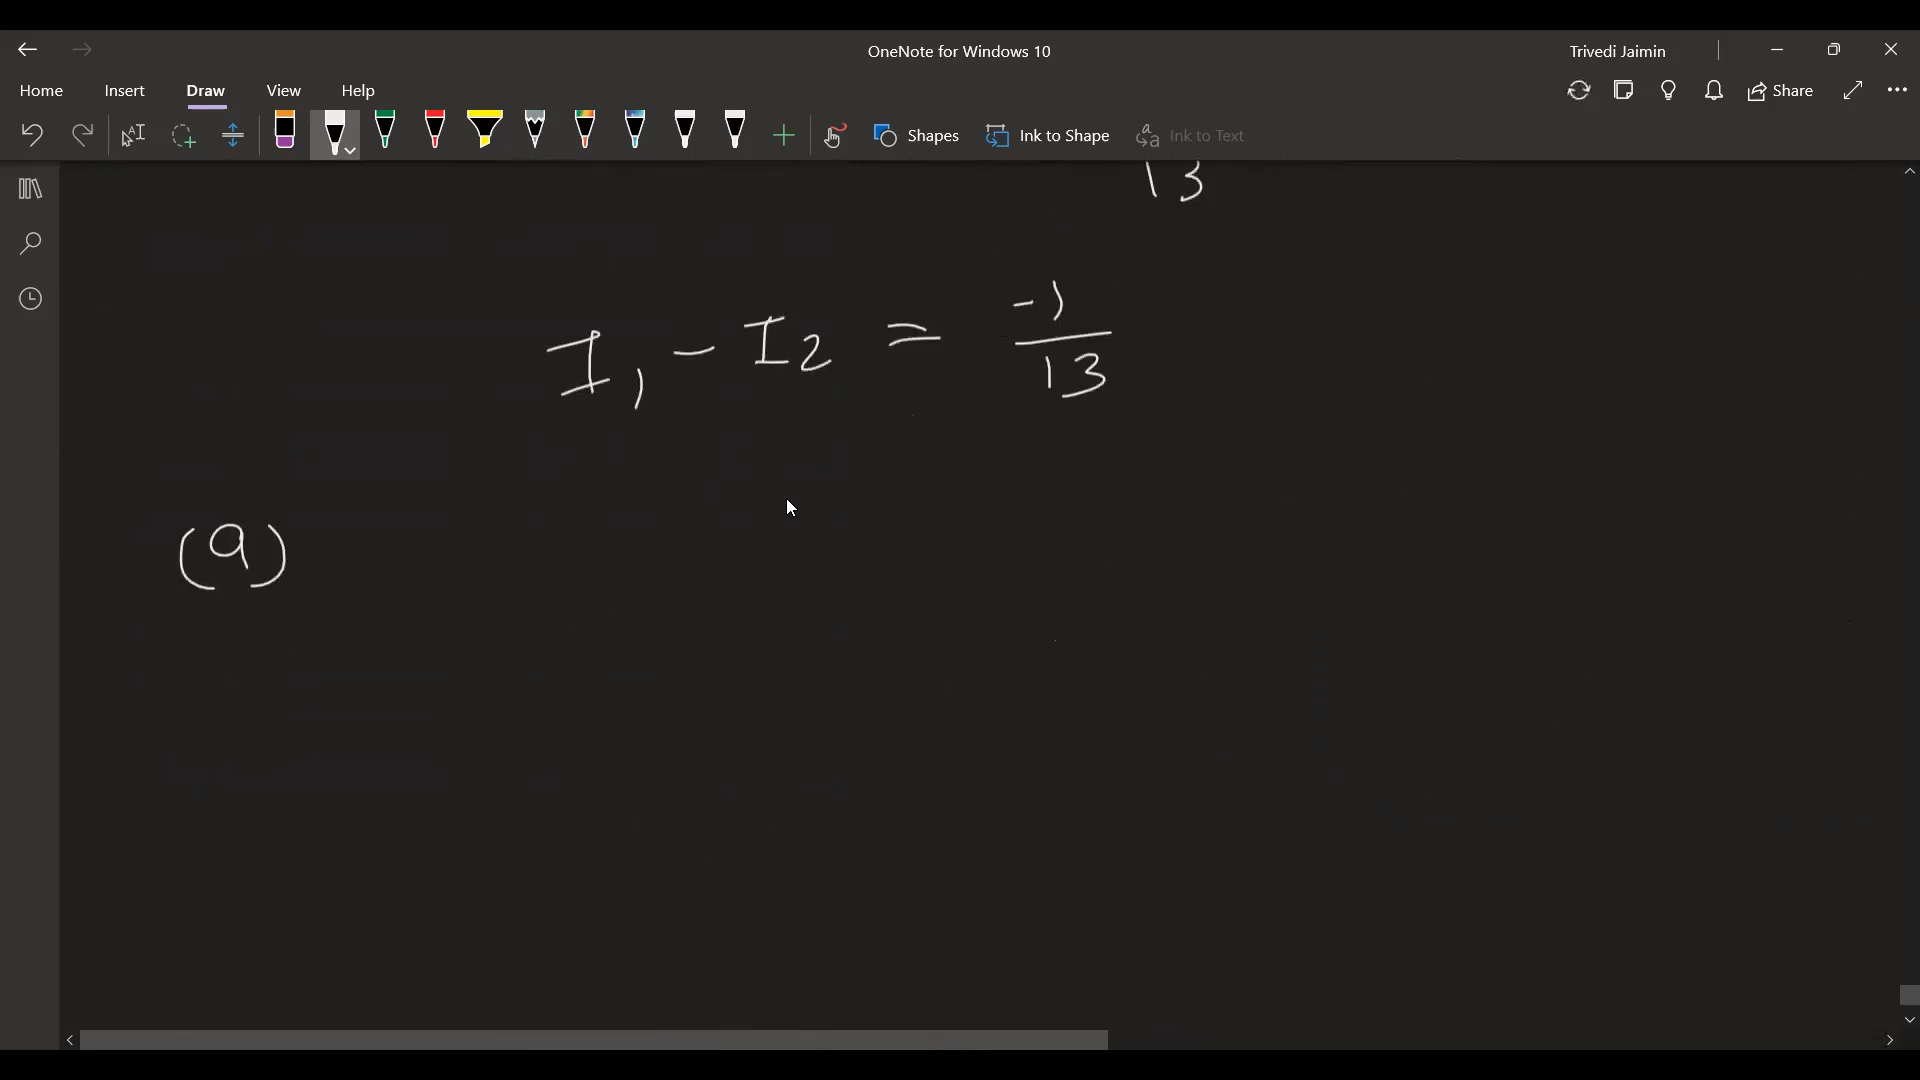 OneNote for Windows 10
Trivedi Jaimin
Home Insert Draw View Help
Share
Shapes
Ink to Shape
Ink to Text
13
I₁ - I₂ = -1/13
(9)